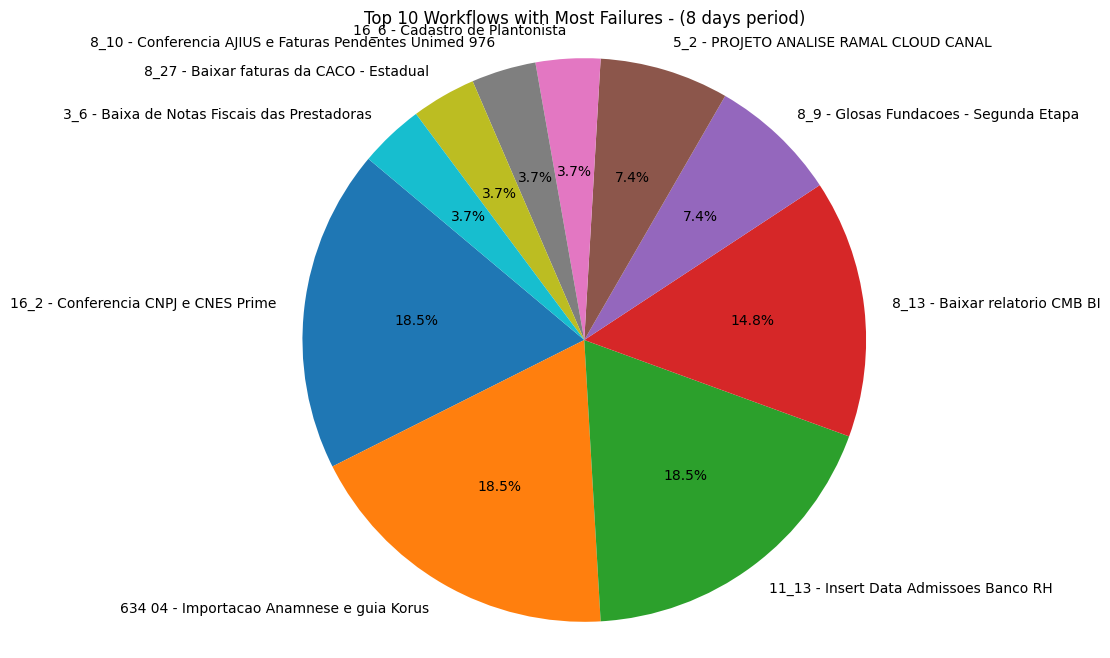 Top 10 Workflows with Most Failures - (8 days period)
16_6 - Cadastro de Plantonista
8_10 - Conferencia AJIUS e Faturas Pendentes Unimed 976
5_2 - PROJETO ANALISE RAMAL CLOUD CANAL
8_27 - Baixar faturas da CACO - Estadual
3_6 - Baixa de Notas Fiscais das Prestadoras
8_9 - Glosas Fundacoes - Segunda Etapa
3.7%
3.7%
7.4%
3.7%
3.7%
7.4%
16_2 - Conferencia CNPJ e CNES Prime
8_13 - Baixar relatorio CMB BI
18.5%
14.8%
18.5%
18.5%
11_13 - Insert Data Admissoes Banco RH
634 04 - Importacao Anamnese e guia Korus